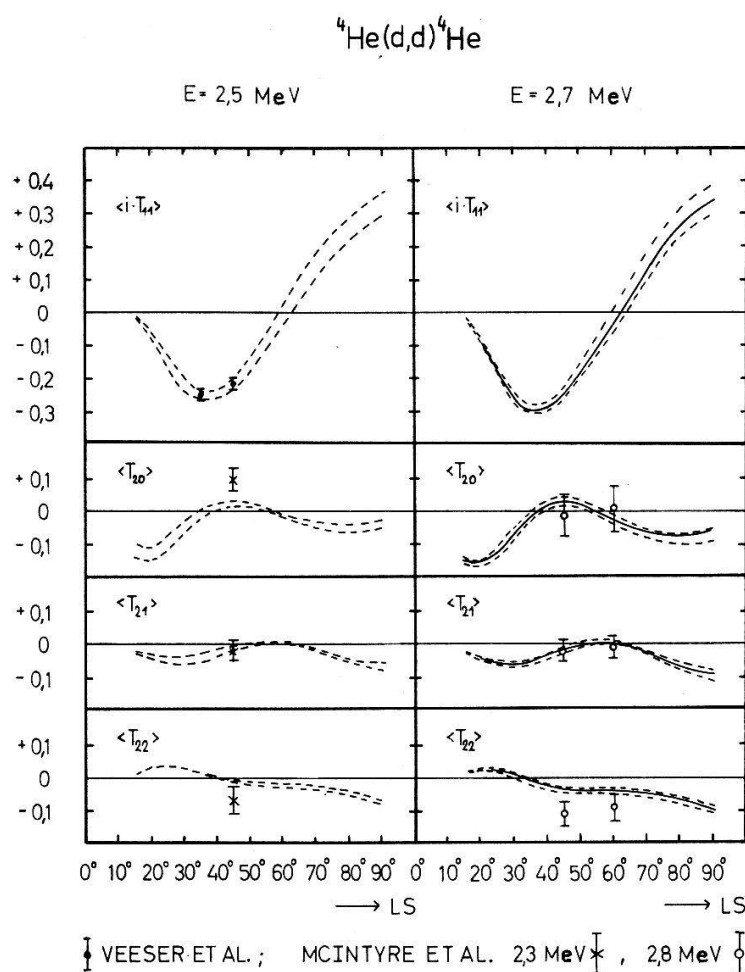 ⁴He(d,d)⁴He
E = 2,5 MeV E = 2,7 MeV
+ 0,4
+ 0,3
+ 0,2
+ 0,1
0
- 0,1
- 0,2
- 0,3
<i·T₁₁> <i·T₁₁>
+ 0,1
0
- 0,1
<T₂₀> <T₂₀>
+ 0,1
0
- 0,1
<T₂₁> <T₂₁>
+ 0,1
0
- 0,1
<T₂₂> <T₂₂>
0° 10° 20° 30° 40° 50° 60° 70° 80° 90° 0° 10° 20° 30° 40° 50° 60° 70° 80° 90°
→ LS → LS
VEESER ET AL.; MCINTYRE ET AL. 2,3 MeV , 2,8 MeV